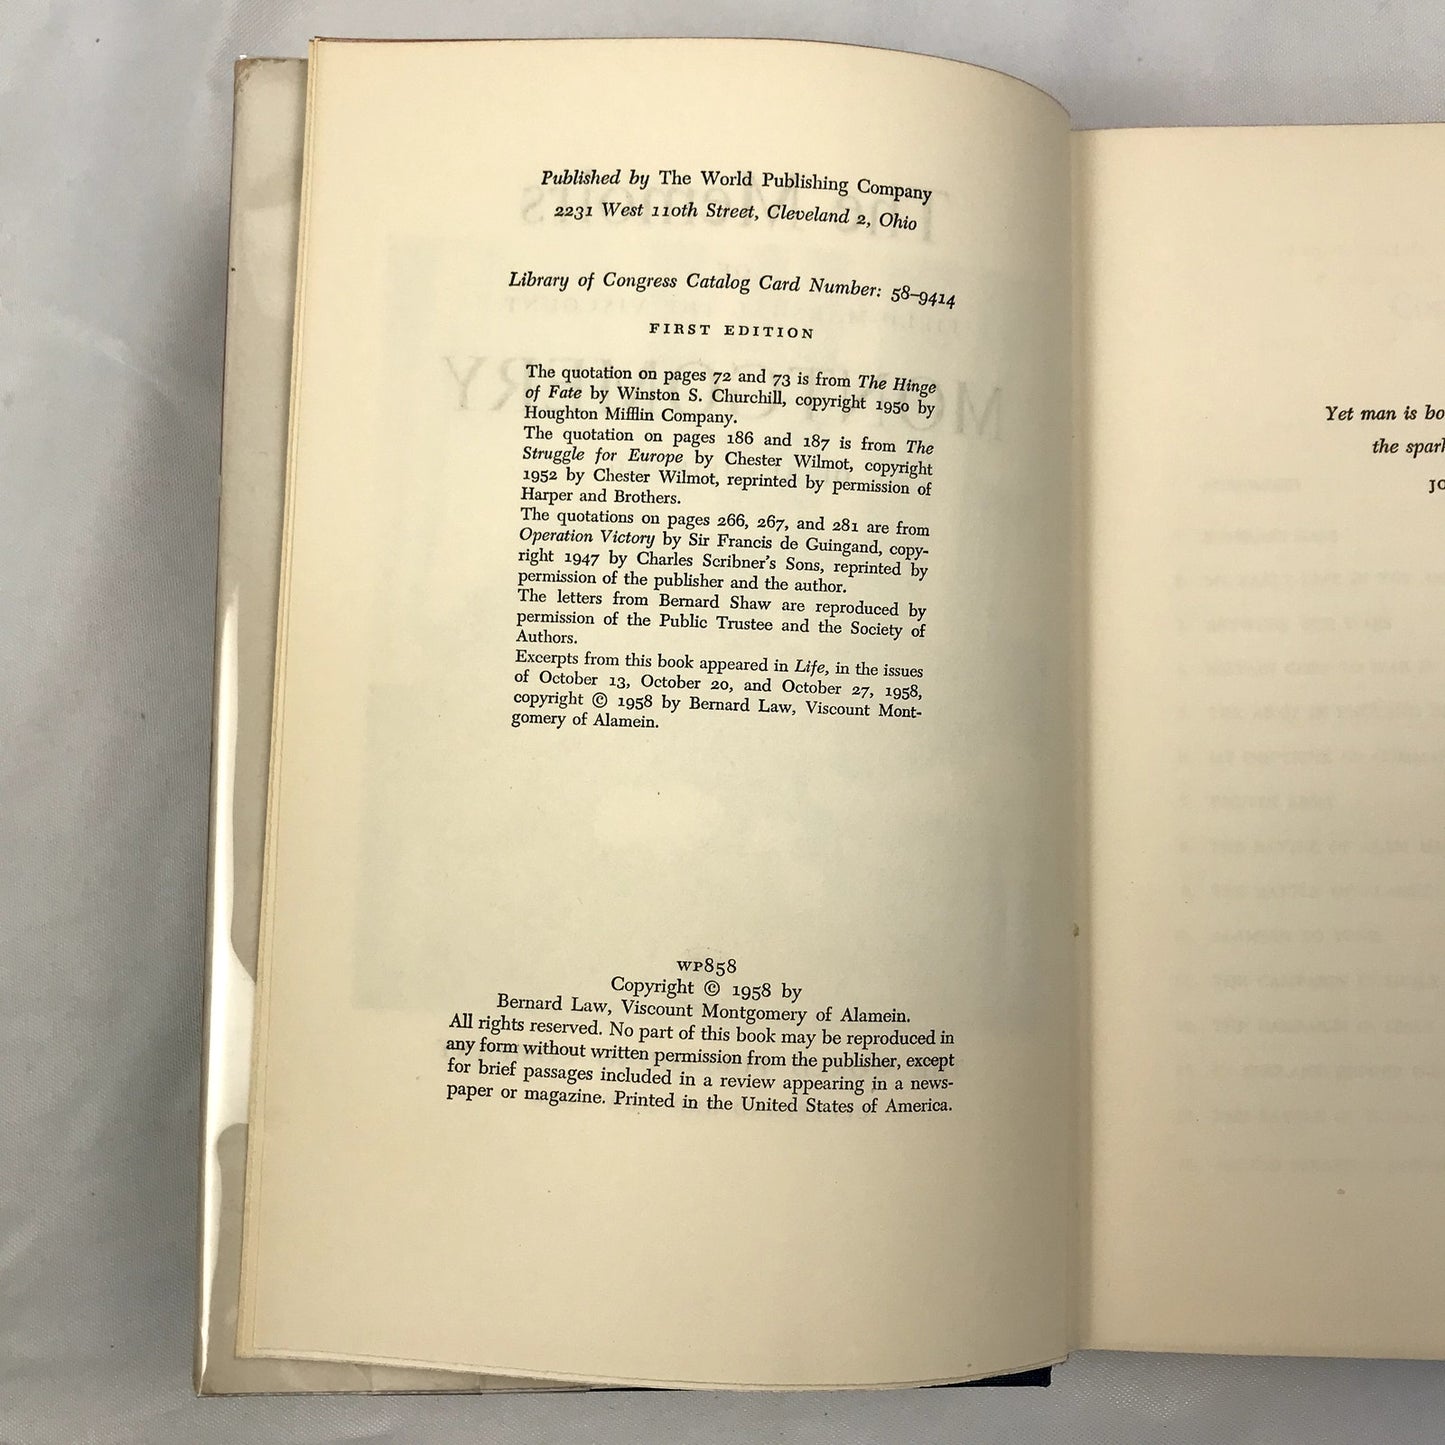 Published by The World Publishing Company
2231 West 110th Street, Cleveland 2, Ohio
Library of Congress Catalog Card Number: 58–9414
FIRST EDITION
The quotation on pages 72 and 73 is from The Hinge
of Fate by Winston S. Churchill, copyright 1950 by
Houghton Mifflin Company.
The quotation on pages 186 and 187 is from The
Struggle for Europe by Chester Wilmot, copyright
1952 by Chester Wilmot, reprinted by permission of
Harper and Brothers.
The quotations on pages 266, 267, and 281 are from
Operation Victory by Sir Francis de Guingand, copy-
right 1947 by Charles Scribner's Sons, reprinted by
permission of the publisher and the author.
The letters from Bernard Shaw are reproduced by
permission of the Public Trustee and the Society of
Authors.
Excerpts from this book appeared in Life, in the issues
of October 13, October 20, and October 27, 1958,
copyright © 1958 by Bernard Law, Viscount Mont-
gomery of Alamein.
WP858
Copyright © 1958 by
Bernard Law, Viscount Montgomery of Alamein.
All rights reserved. No part of this book may be reproduced in
any form without written permission from the publisher, except
for brief passages included in a review appearing in a news-
paper or magazine. Printed in the United States of America.
Yet man is bo
the spark
JO